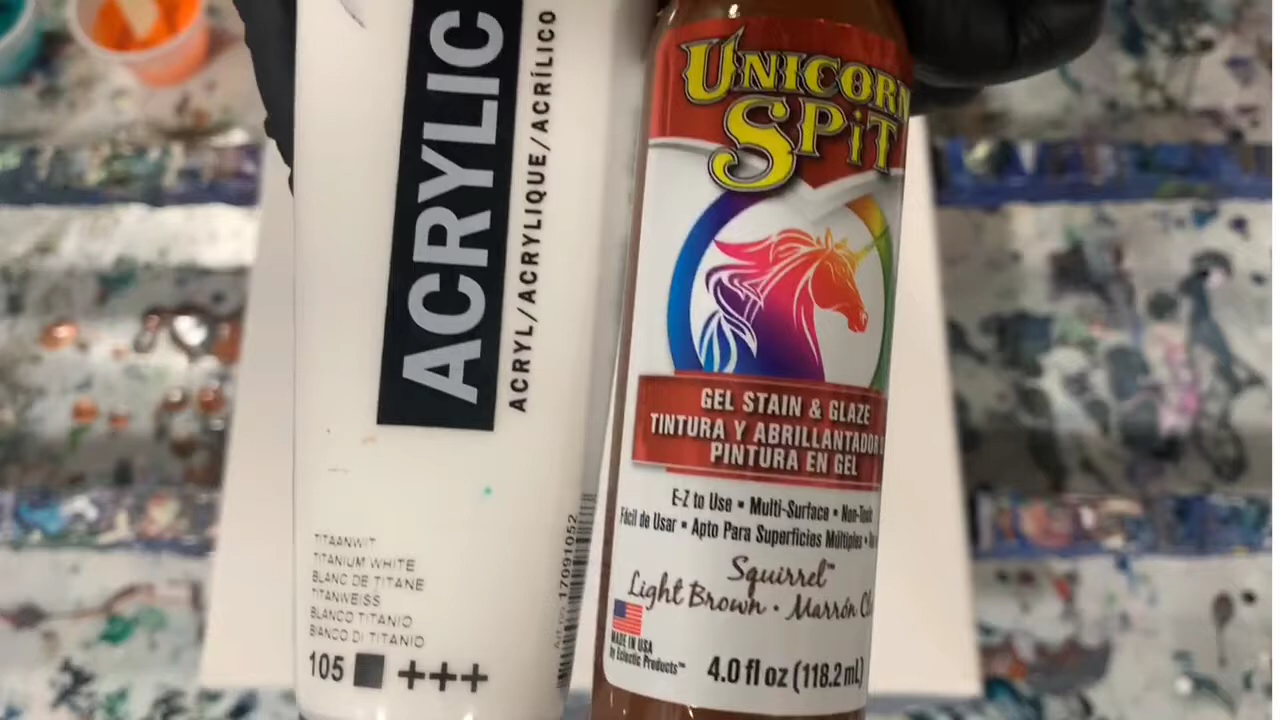 ACRYLIC
ACRYL/ACRYLIQUE/ACRÍLICO
TITAANWIT
TITANIUM WHITE
BLANC DE TITANE
TITANWEISS
BLANCO TITANIO
BIANCO DI TITANIO
105 +++
17091052
UNICORN
SPiT
GEL STAIN & GLAZE
TINTURA Y ABRILLANTADOR
PINTURA EN GEL
E-Z to Use • Multi-Surface • Non-Toxic
Fácil de Usar • Apto Para Superficies Múltiples •
Squirrel™
Light Brown • Marrón
MADE IN USA
by Eclectic Products™
4.0 fl oz (118.2 mL)